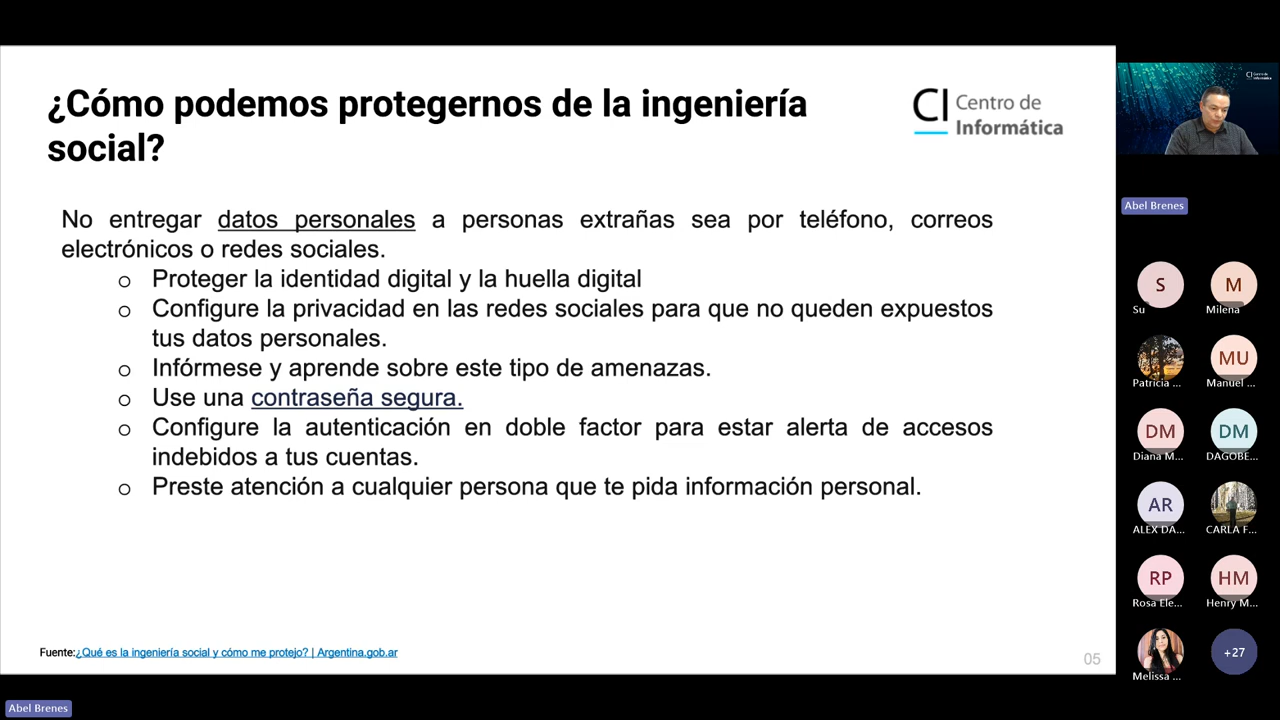 ¿Cómo podemos protegernos de la ingeniería
social?
CI Centro de
Informática
No entregar datos personales a personas extrañas sea por teléfono, correos
electrónicos o redes sociales.
o Proteger la identidad digital y la huella digital
o Configure la privacidad en las redes sociales para que no queden expuestos
tus datos personales.
o Infórmese y aprende sobre este tipo de amenazas.
o Use una contraseña segura.
o Configure la autenticación en doble factor para estar alerta de accesos
indebidos a tus cuentas.
o Preste atención a cualquier persona que te pida información personal.
Fuente:¿Qué es la ingeniería social y cómo me protejo? | Argentina.gob.ar
05
Abel Brenes
CI Centro de
Informática
Abel Brenes
S
Su
M
Milena
Patricia ...
MU
Manuel ...
DM
Diana M...
DM
DAGOBE...
AR
ALEX DA...
CARLA F...
RP
Rosa Ele...
HM
Henry M...
Melissa ...
+27